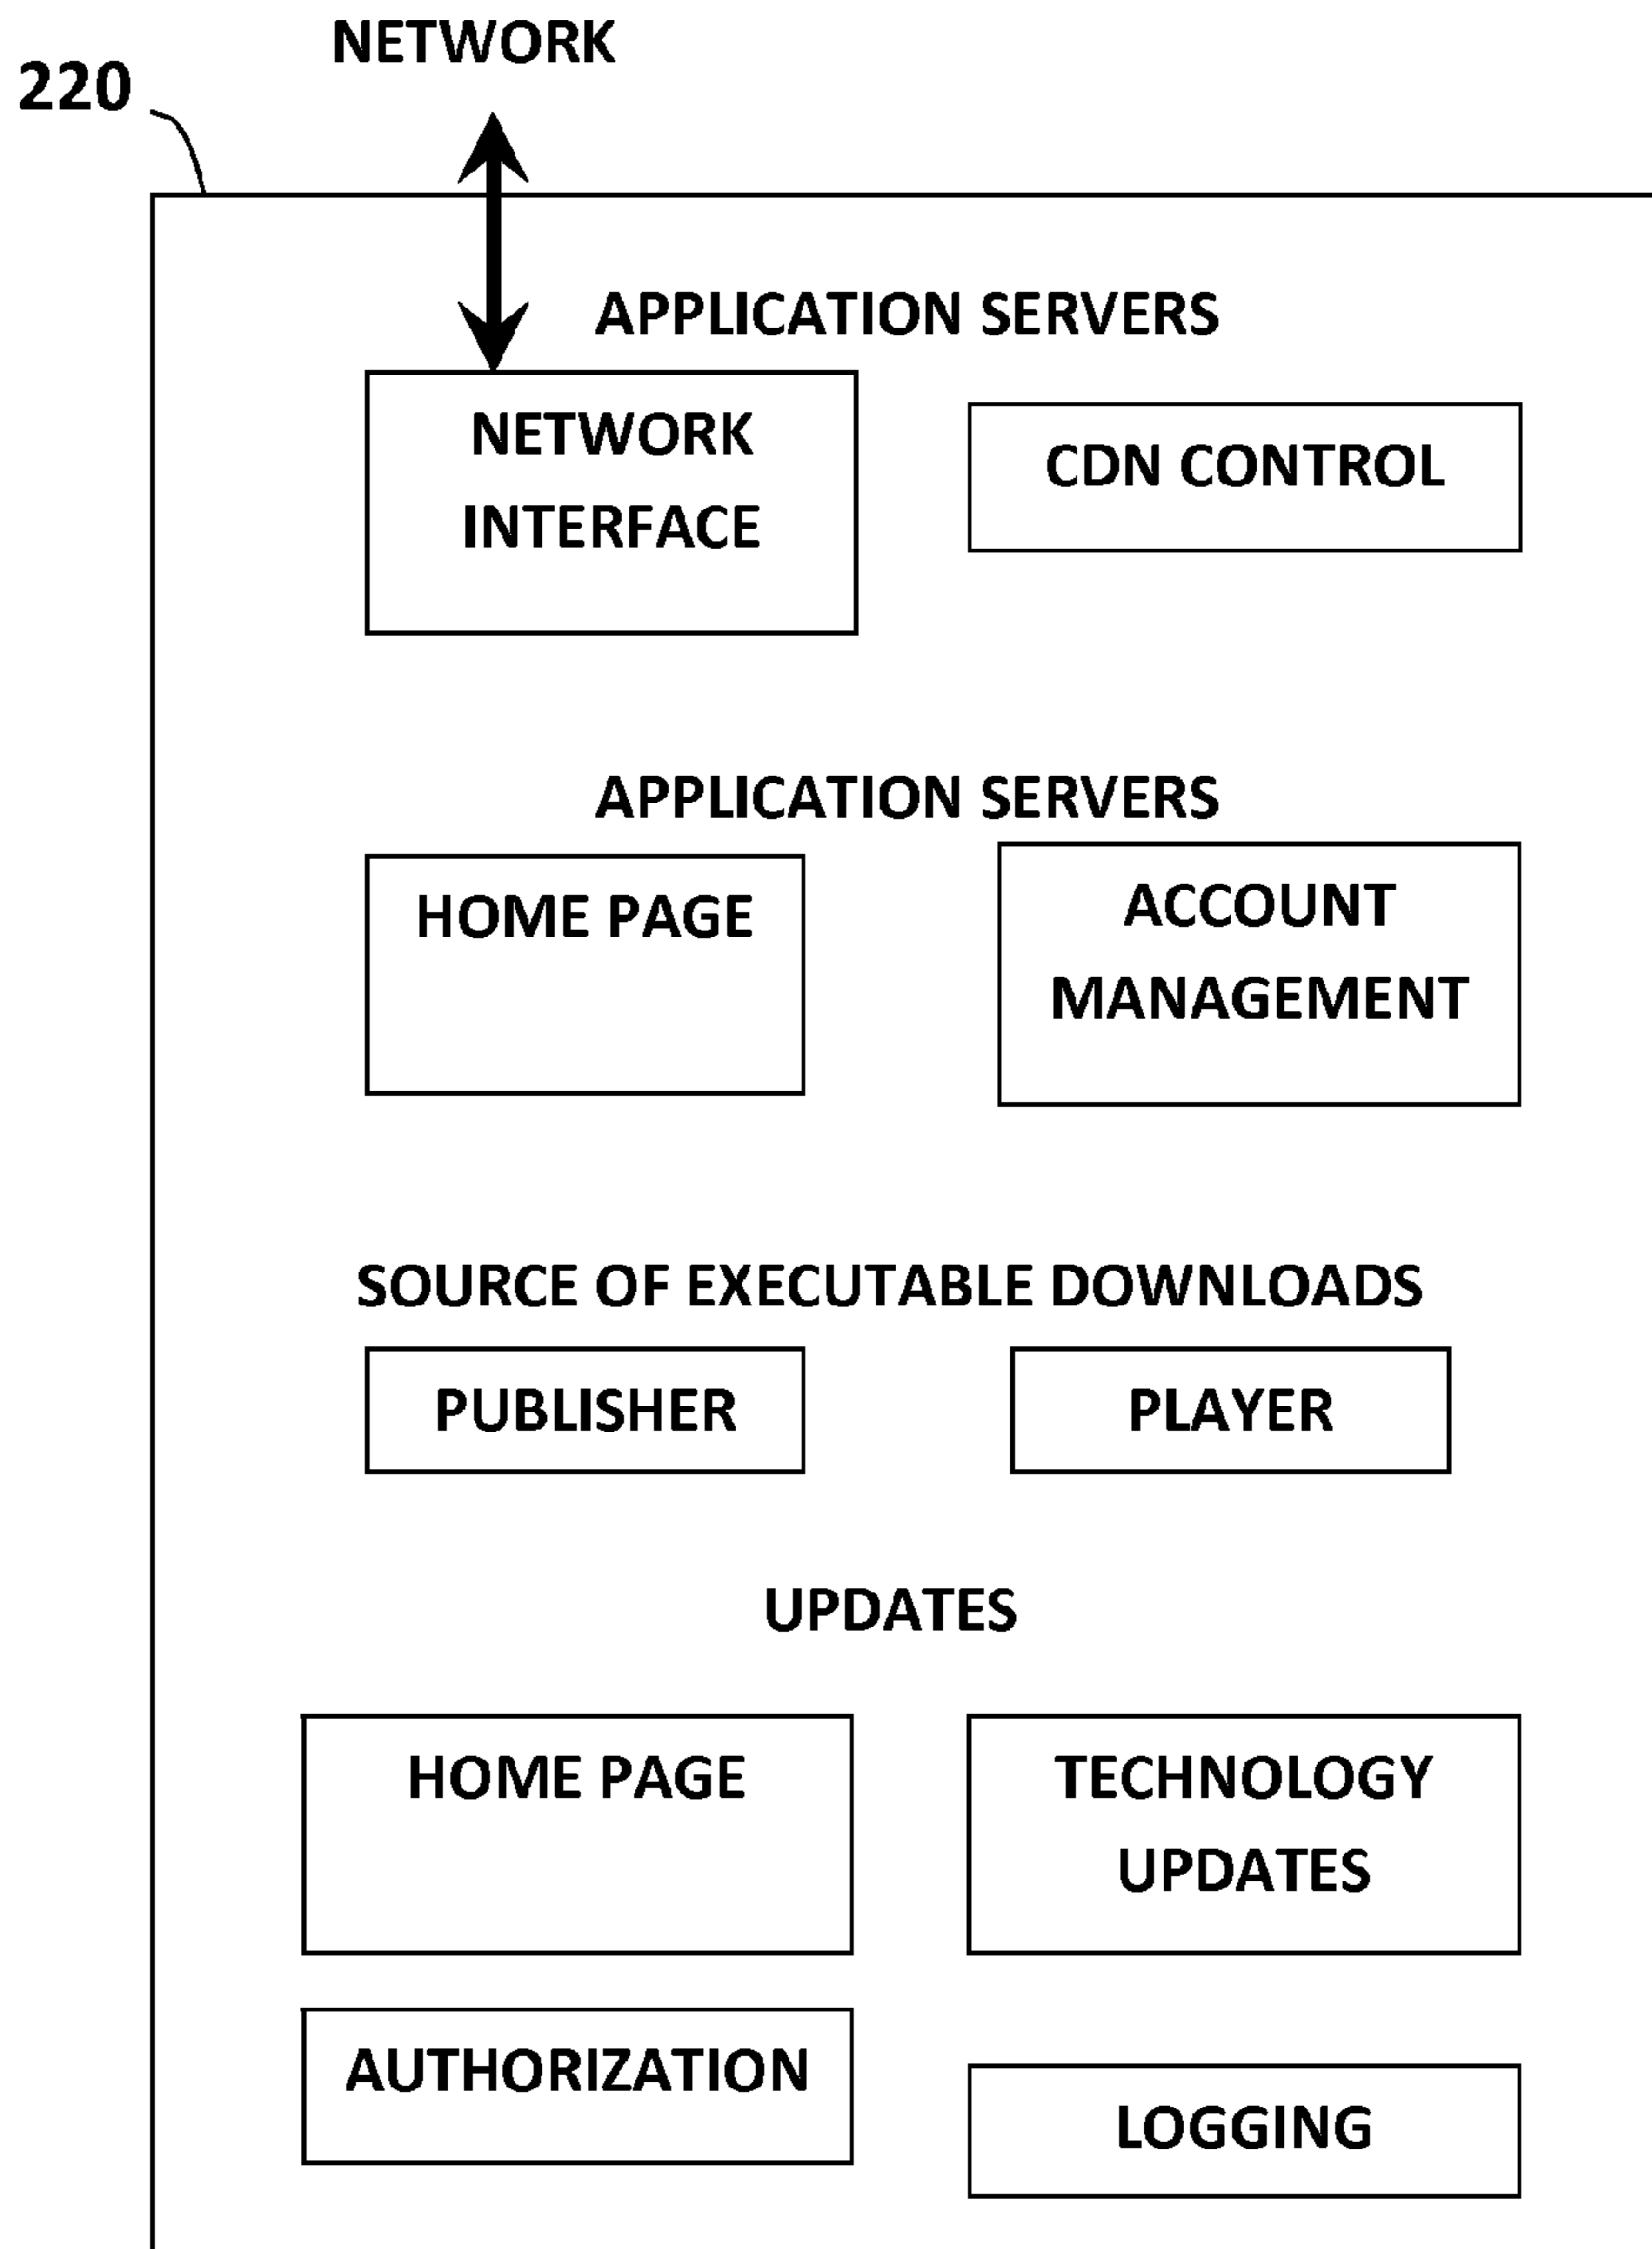 NETWORK
220
APPLICATION SERVERS
NETWORK
INTERFACE
CDN CONTROL
APPLICATION SERVERS
HOME PAGE
ACCOUNT
MANAGEMENT
SOURCE OF EXECUTABLE DOWNLOADS
PUBLISHER
PLAYER
UPDATES
HOME PAGE
TECHNOLOGY
UPDATES
AUTHORIZATION
LOGGING